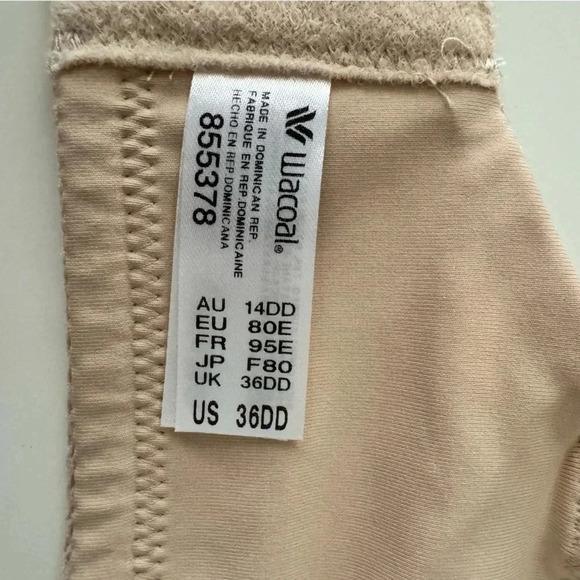 Wacoal®
MADE IN DOMINICAN REP.
FABRIQUE EN REP. DOMINICAINE
HECHO EN REP. DOMINICANA
855378
AU 14DD
EU 80E
FR 95E
JP F80
UK 36DD
US 36DD